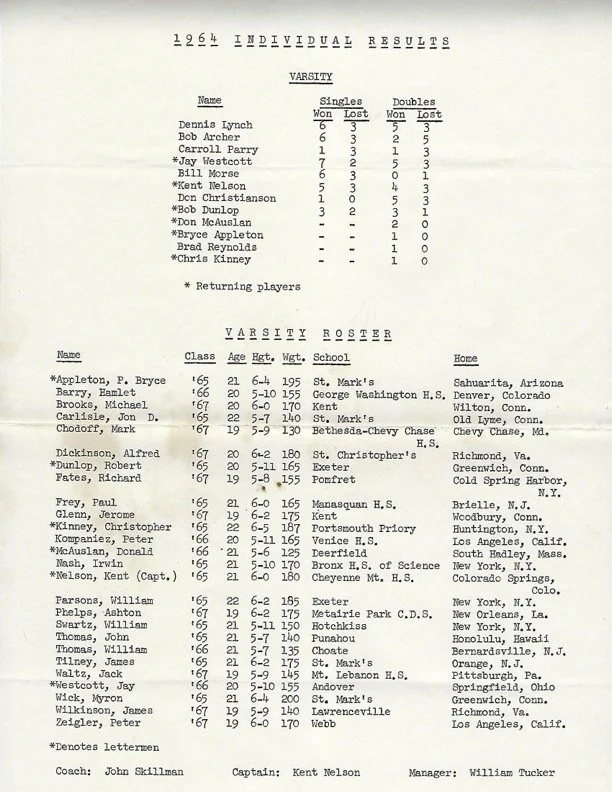 1964 INDIVIDUAL RESULTS
VARSITY
Name Singles Doubles
Won Lost Won Lost
Dennis Lynch 6 3 5 3
Bob Archer 6 3 2 5
Carroll Parry 1 3 1 3
*Jay Westcott 7 2 5 3
Bill Morse 6 3 0 1
*Kent Nelson 5 3 4 3
Don Christianson 1 0 5 3
*Bob Dunlop 3 2 3 1
*Don McAuslan - - 2 0
*Bryce Appleton - - 1 0
Brad Reynolds - - 1 0
*Chris Kinney - - 1 0
* Returning players
VARSITY ROSTER
Name Class Age Hgt. Wgt. School Home
*Appleton, P. Bryce '65 21 6-4 195 St. Mark's Sahuarita, Arizona
Barry, Hamlet '66 20 5-10 155 George Washington H.S. Denver, Colorado
Brooks, Michael '67 20 6-0 170 Kent Wilton, Conn.
Carlisle, Jon D. '65 22 5-7 140 St. Mark's Old Lyme, Conn.
Chodoff, Mark '67 19 5-9 130 Bethesda-Chevy Chase Chevy Chase, Md.
H.S.
Dickinson, Alfred '67 20 6-2 180 St. Christopher's Richmond, Va.
*Dunlop, Robert '65 20 5-11 165 Exeter Greenwich, Conn.
Fates, Richard '67 19 5-8 155 Pomfret Cold Spring Harbor,
N.Y.
Frey, Paul '65 21 6-0 165 Manasquan H.S. Brielle, N.J.
Glenn, Jerome '67 19 6-2 175 Kent Woodbury, Conn.
*Kinney, Christopher '65 22 6-5 187 Portsmouth Priory Huntington, N.Y.
Kompaniez, Peter '66 20 5-11 165 Venice H.S. Los Angeles, Calif.
*McAuslan, Donald '66 21 5-6 125 Deerfield South Hadley, Mass.
Nash, Irwin '65 21 5-10 170 Bronx H.S. of Science New York, N.Y.
*Nelson, Kent (Capt.) '65 21 6-0 180 Cheyenne Mt. H.S. Colorado Springs,
Colo.
Parsons, William '65 22 6-2 185 Exeter New York, N.Y.
Phelps, Ashton '67 19 6-2 175 Metairie Park C.D.S. New Orleans, La.
Swartz, William '65 21 5-11 150 Hotchkiss New York, N.Y.
Thomas, John '65 21 5-7 140 Punahou Honolulu, Hawaii
Thomas, William '66 21 5-7 135 Choate Bernardsville, N.J.
Tilney, James '65 21 6-2 175 St. Mark's Orange, N.J.
Waltz, Jack '67 19 5-9 145 Mt. Lebanon H.S. Pittsburgh, Pa.
*Westcott, Jay '66 20 5-10 155 Andover Springfield, Ohio
Wick, Myron '65 21 6-4 200 St. Mark's Greenwich, Conn.
Wilkinson, James '67 19 5-9 140 Lawrenceville Richmond, Va.
Zeigler, Peter '67 19 6-0 170 Webb Los Angeles, Calif.
*Denotes lettermen
Coach: John Skillman Captain: Kent Nelson Manager: William Tucker